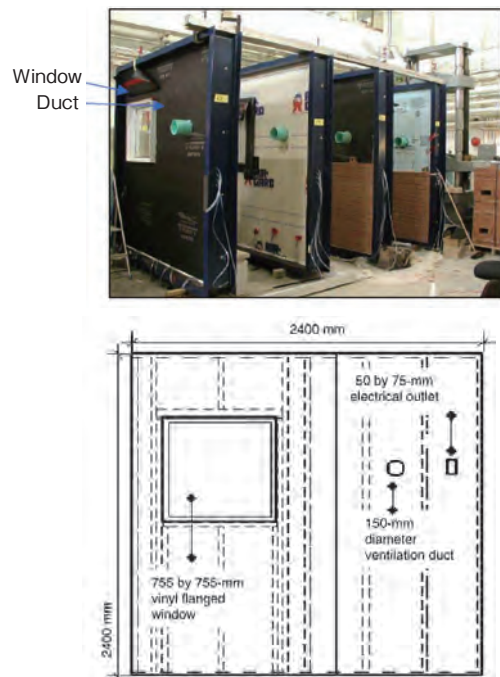 Window
Duct
2400 mm
50 by 75-mm
electrical outlet
150-mm
diameter
ventilation duct
755 by 755-mm
vinyl flanged
window
2400 mm